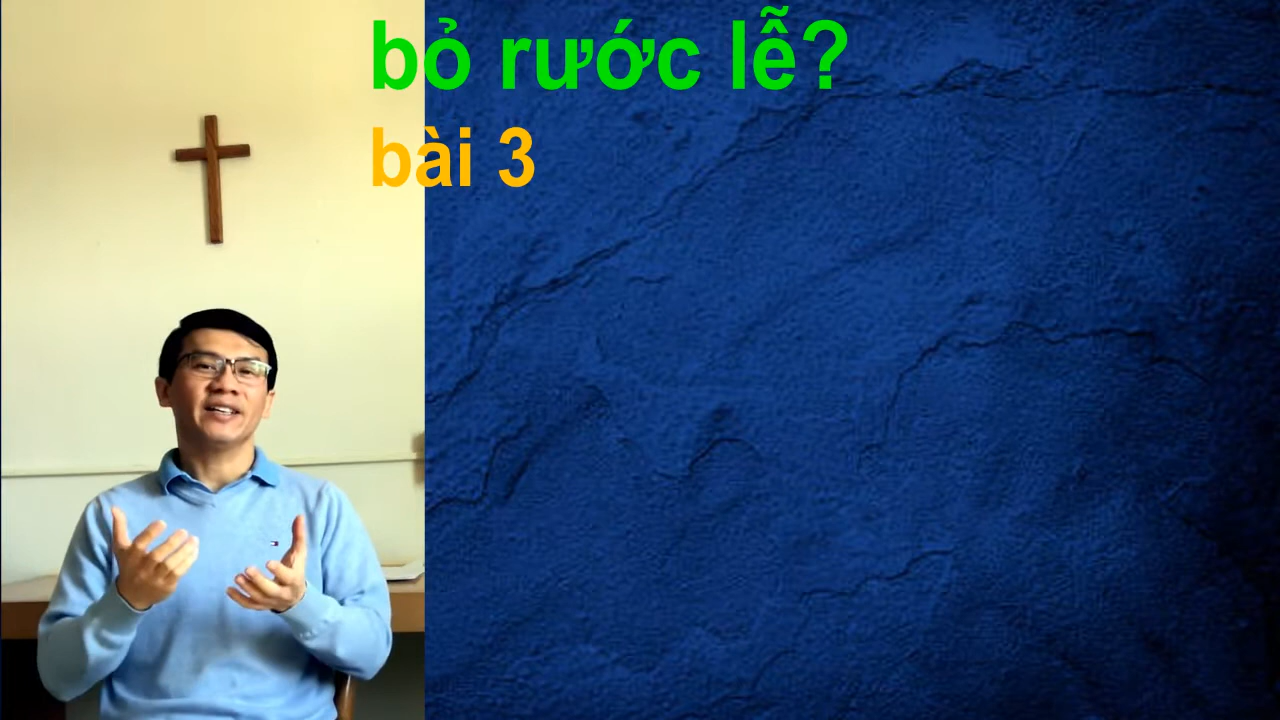 bỏ rước lễ?
bài 3